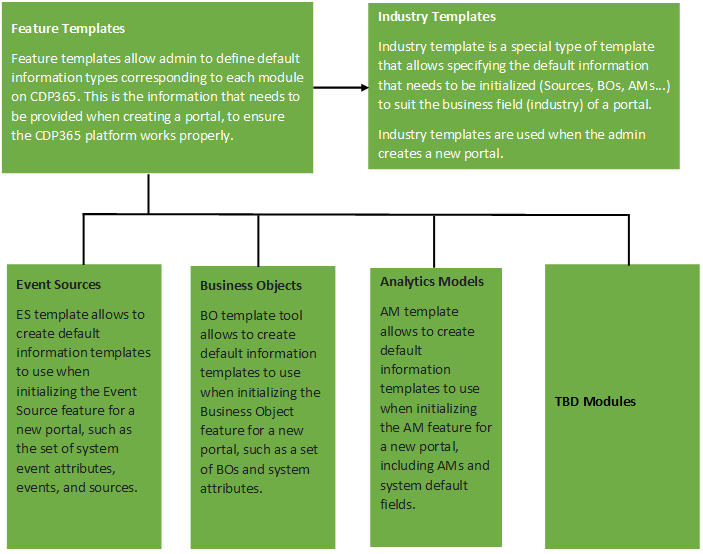 Feature Templates
Feature templates allow admin to define default
information types corresponding to each module
on CDP365. This is the information that needs to
be provided when creating a portal, to ensure
the CDP365 platform works properly.
Industry Templates
Industry template is a special type of template
that allows specifying the default information
that needs to be initialized (Sources, BOs, AMs...)
to suit the business field (industry) of a portal.
Industry templates are used when the admin
creates a new portal.
Event Sources
ES template allows to
create default
information templates
to use when
initializing the Event
Source feature for a
new portal, such as
the set of system
event attributes,
events, and sources.
Business Objects
BO template tool
allows to create
default information
templates to use
when initializing the
Business Object
feature for a new
portal, such as a set
of BOs and system
attributes.
Analytics Models
AM template
allows to create
default
information
templates to use
when initializing
the AM feature for
a new portal,
including AMs and
system default
fields.
TBD Modules